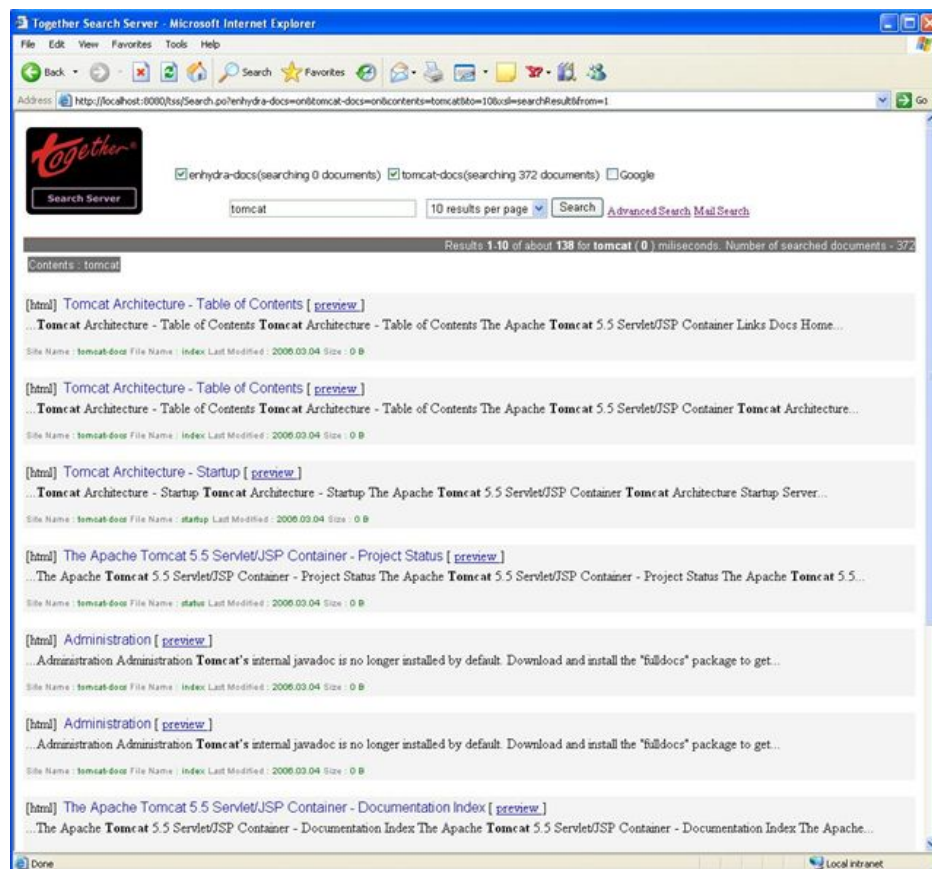 Together Search Server - Microsoft Internet Explorer
File Edit View Favorites Tools Help
Back Search Favorites
Address http://localhost:8080/tss/Search.po?enhydra-docs=on&tomcat-docs=on&contents=tomcat&to=10&xsl=searchResult&from=1 Go
together
Search Server
enhydra-docs(searching 0 documents) tomcat-docs(searching 372 documents) Google
tomcat 10 results per page Search Advanced Search Mail Search
Results 1-10 of about 138 for tomcat ( 0 ) miliseconds. Number of searched documents - 372
Contents : tomcat
[html] Tomcat Architecture - Table of Contents [ preview ]
...Tomcat Architecture - Table of Contents Tomcat Architecture - Table of Contents The Apache Tomcat 5.5 Servlet/JSP Container Links Docs Home...
Site Name : tomcat-docs File Name : index Last Modified : 2006.03.04 Size : 0 B
[html] Tomcat Architecture - Table of Contents [ preview ]
...Tomcat Architecture - Table of Contents Tomcat Architecture - Table of Contents The Apache Tomcat 5.5 Servlet/JSP Container Tomcat Architecture...
Site Name : tomcat-docs File Name : index Last Modified : 2006.03.04 Size : 0 B
[html] Tomcat Architecture - Startup [ preview ]
...Tomcat Architecture - Startup Tomcat Architecture - Startup The Apache Tomcat 5.5 Servlet/JSP Container Tomcat Architecture Startup Server...
Site Name : tomcat-docs File Name : startup Last Modified : 2006.03.04 Size : 0 B
[html] The Apache Tomcat 5.5 Servlet/JSP Container - Project Status [ preview ]
...The Apache Tomcat 5.5 Servlet/JSP Container - Project Status The Apache Tomcat 5.5 Servlet/JSP Container - Project Status The Apache Tomcat 5.5...
Site Name : tomcat-docs File Name : status Last Modified : 2006.03.04 Size : 0 B
[html] Administration [ preview ]
...Administration Administration Tomcat's internal javadoc is no longer installed by default. Download and install the "fulldocs" package to get...
Site Name : tomcat-docs File Name : index Last Modified : 2006.03.04 Size : 0 B
[html] Administration [ preview ]
...Administration Administration Tomcat's internal javadoc is no longer installed by default. Download and install the "fulldocs" package to get...
Site Name : tomcat-docs File Name : index Last Modified : 2006.03.04 Size : 0 B
[html] The Apache Tomcat 5.5 Servlet/JSP Container - Documentation Index [ preview ]
...The Apache Tomcat 5.5 Servlet/JSP Container - Documentation Index The Apache Tomcat 5.5 Servlet/JSP Container - Documentation Index The Apache...
Done Local intranet